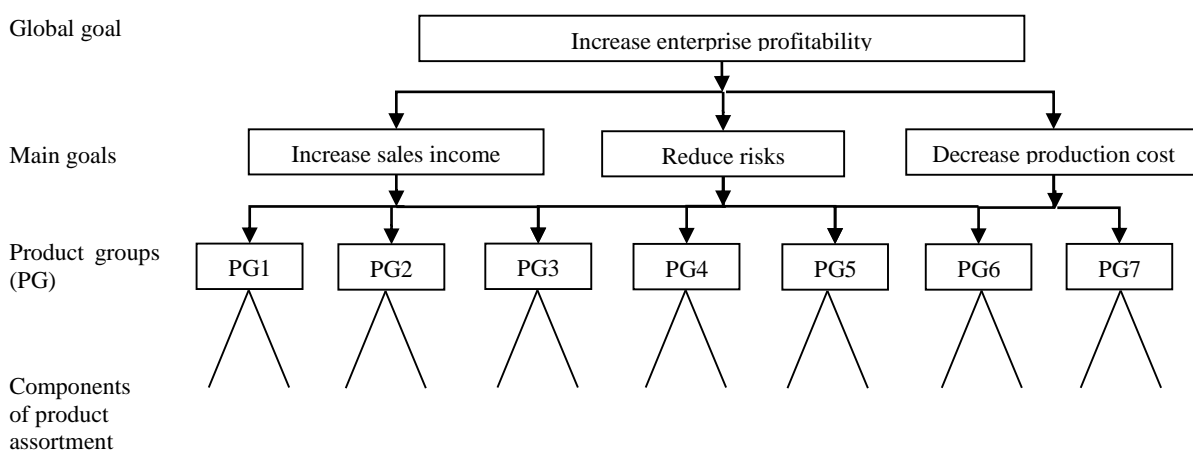 Global goal
Increase enterprise profitability
Main goals
Increase sales income
Reduce risks
Decrease production cost
Product groups
(PG)
PG1
PG2
PG3
PG4
PG5
PG6
PG7
Components
of product
assortment